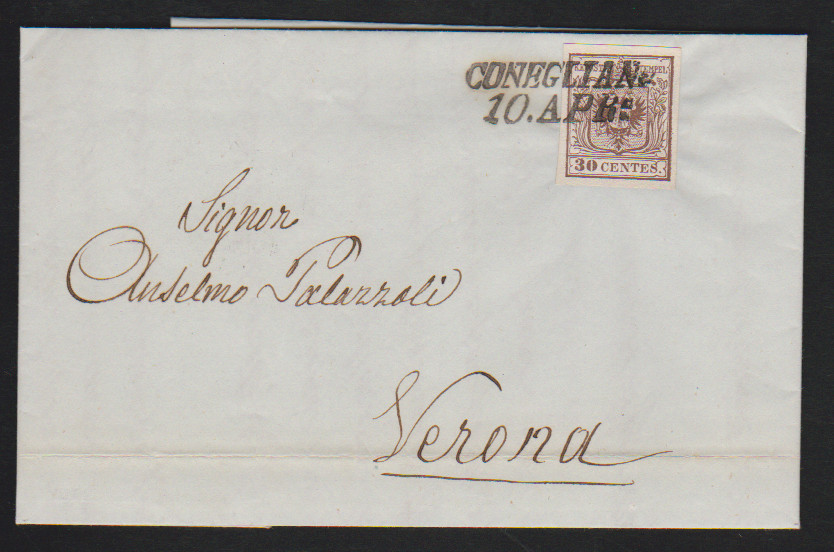 CONEGLIANO
10. APR:
30 CENTES.
Signor
Anselmo Palazzoli
Verona